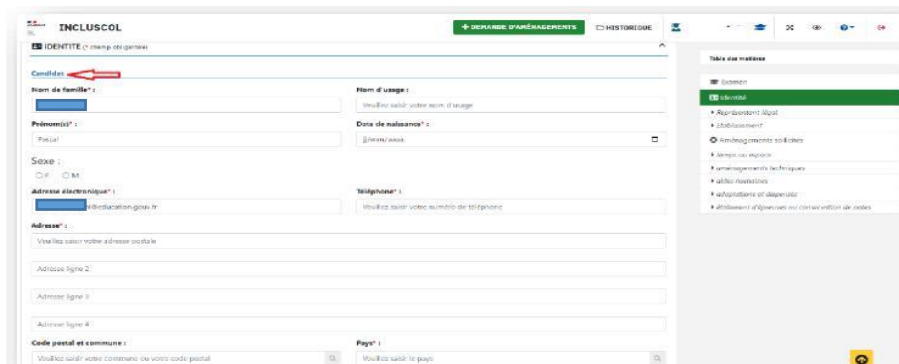 INCLUSCOL
+ DEMANDE D'AMÉNAGEMENTS
HISTORIQUE
IDENTITE (* champ obligatoire)
Candidat
Nom de famille* :
Nom d'usage :
Veuillez saisir votre nom d'usage
Prénom(s)* :
Date de naissance* :
Pascal
jj/mm/aaaa
Sexe :
F
M
Adresse électronique* :
Téléphone* :
@education.gouv.fr
Veuillez saisir votre numéro de téléphone
Adresse* :
Veuillez saisir votre adresse postale
Adresse ligne 2
Adresse ligne 3
Adresse ligne 4
Code postal et commune :
Pays* :
Veuillez saisir votre commune ou votre code postal
Veuillez saisir le pays
Table des matières
Examen
Identité
Représentant légal
Etablissement
Aménagements sollicités
temps ou espace
aménagements techniques
aides humaines
adaptations et dispenses
étalement d'épreuves ou conservation de notes